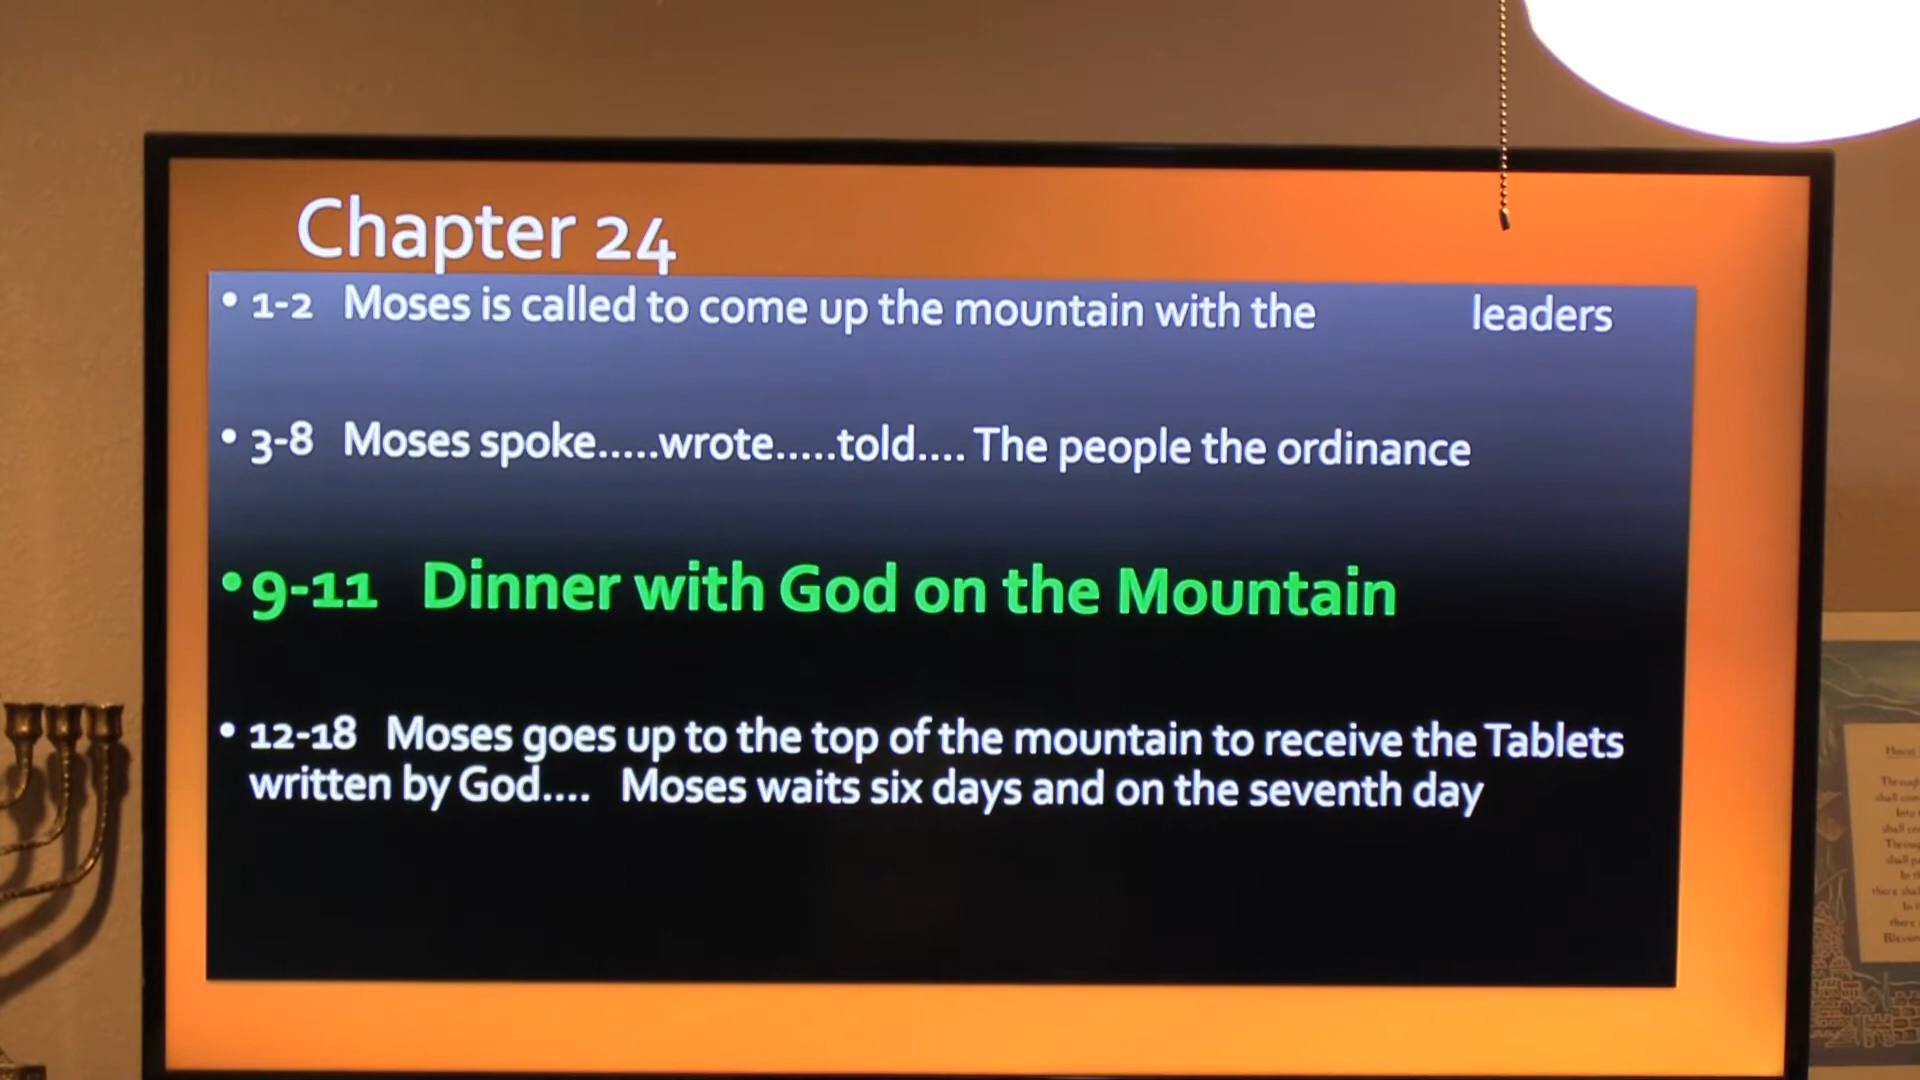 Chapter 24
• 1-2 Moses is called to come up the mountain with the leaders
• 3-8 Moses spoke.....wrote.....told.... The people the ordinance
• 9-11 Dinner with God on the Mountain
• 12-18 Moses goes up to the top of the mountain to receive the Tablets
written by God.... Moses waits six days and on the seventh day